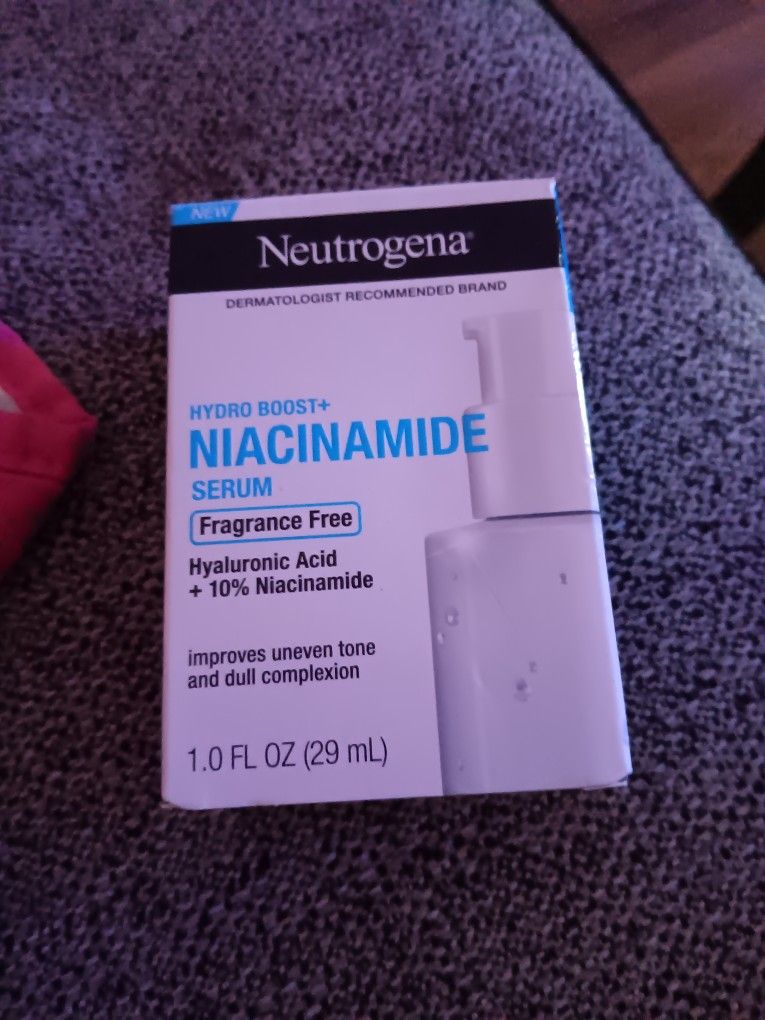 NEW
Neutrogena®
DERMATOLOGIST RECOMMENDED BRAND
HYDRO BOOST+
NIACINAMIDE
SERUM
Fragrance Free
Hyaluronic Acid
+ 10% Niacinamide
improves uneven tone
and dull complexion
1.0 FL OZ (29 mL)